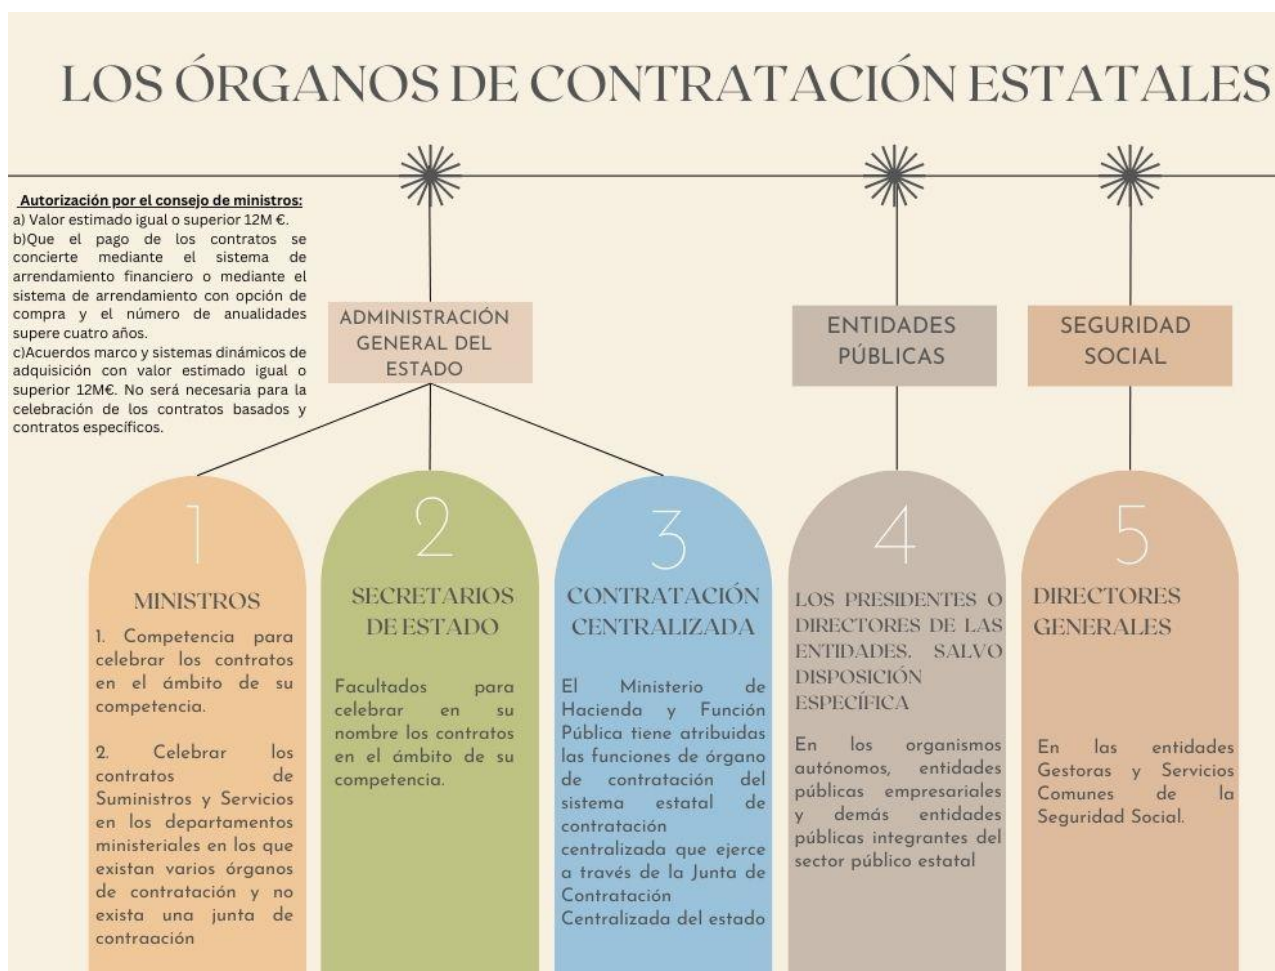 LOS ÓRGANOS DE CONTRATACIÓN ESTATALES
Autorización por el consejo de ministros:
a) Valor estimado igual o superior 12M €.
b)Que el pago de los contratos se
concierte mediante el sistema de
arrendamiento financiero o mediante el
sistema de arrendamiento con opción de
compra y el número de anualidades
supere cuatro años.
c)Acuerdos marco y sistemas dinámicos de
adquisición con valor estimado igual o
superior 12M€. No será necesaria para la
celebración de los contratos basados y
contratos específicos.
ADMINISTRACIÓN
GENERAL DEL
ESTADO
ENTIDADES
PÚBLICAS
SEGURIDAD
SOCIAL
1
MINISTROS
1. Competencia para
celebrar los contratos
en el ámbito de su
competencia.
2. Celebrar los
contratos de
Suministros y Servicios
en los departamentos
ministeriales en los que
existan varios órganos
de contratación y no
exista una junta de
contraación
2
SECRETARIOS
DE ESTADO
Facultados para
celebrar en su
nombre los contratos
en el ámbito de su
competencia.
3
CONTRATACIÓN
CENTRALIZADA
El Ministerio de
Hacienda y Función
Pública tiene atribuidas
las funciones de órgano
de contratación del
sistema estatal de
contratación
centralizada que ejerce
a través de la Junta de
Contratación
Centralizada del estado
4
LOS PRESIDENTES O
DIRECTORES DE LAS
ENTIDADES. SALVO
DISPOSICIÓN
ESPECÍFICA
En los organismos
autónomos, entidades
públicas empresariales
y demás entidades
públicas integrantes del
sector público estatal
5
DIRECTORES
GENERALES
En las entidades
Gestoras y Servicios
Comunes de la
Seguridad Social.